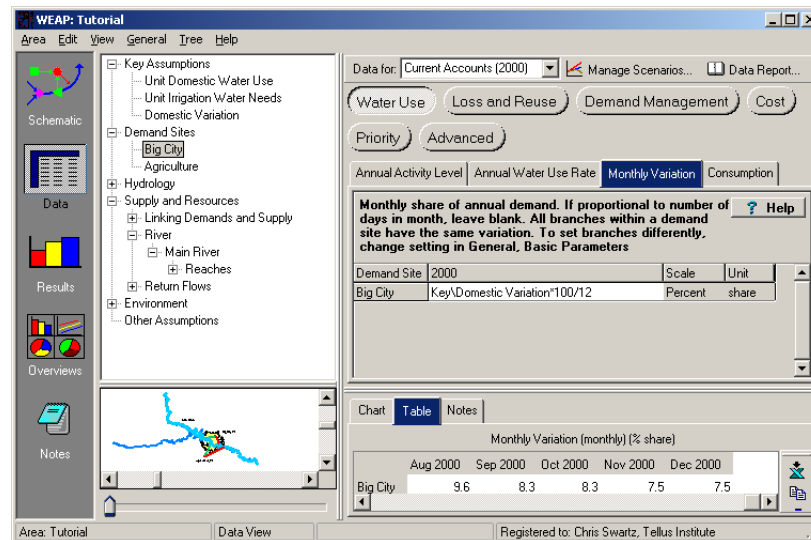 WEAP: Tutorial
Area Edit View General Tree Help
Schematic
Data
Results
Overviews
Notes
Key Assumptions
Unit Domestic Water Use
Unit Irrigation Water Needs
Domestic Variation
Demand Sites
Big City
Agriculture
Hydrology
Supply and Resources
Linking Demands and Supply
River
Main River
Reaches
Return Flows
Environment
Other Assumptions
Data for: Current Accounts (2000) Manage Scenarios... Data Report...
Water Use Loss and Reuse Demand Management Cost
Priority Advanced
Annual Activity Level Annual Water Use Rate Monthly Variation Consumption
Monthly share of annual demand. If proportional to number of
days in month, leave blank. All branches within a demand
site have the same variation. To set branches differently,
change setting in General, Basic Parameters
? Help
Demand Site 2000 Scale Unit
Big City Key\Domestic Variation*100/12 Percent share
Chart Table Notes
Monthly Variation (monthly) (% share)
Aug 2000 Sep 2000 Oct 2000 Nov 2000 Dec 2000
Big City 9.6 8.3 8.3 7.5 7.5
Area: Tutorial Data View Registered to: Chris Swartz, Tellus Institute